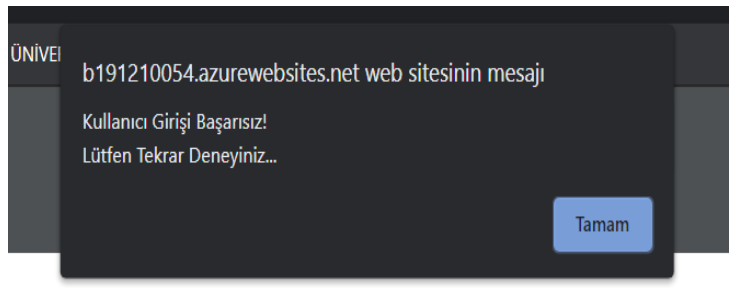 ÜNİVE
b191210054.azurewebsites.net web sitesinin mesajı
Kullanıcı Girişi Başarısız!
Lütfen Tekrar Deneyiniz...
Tamam